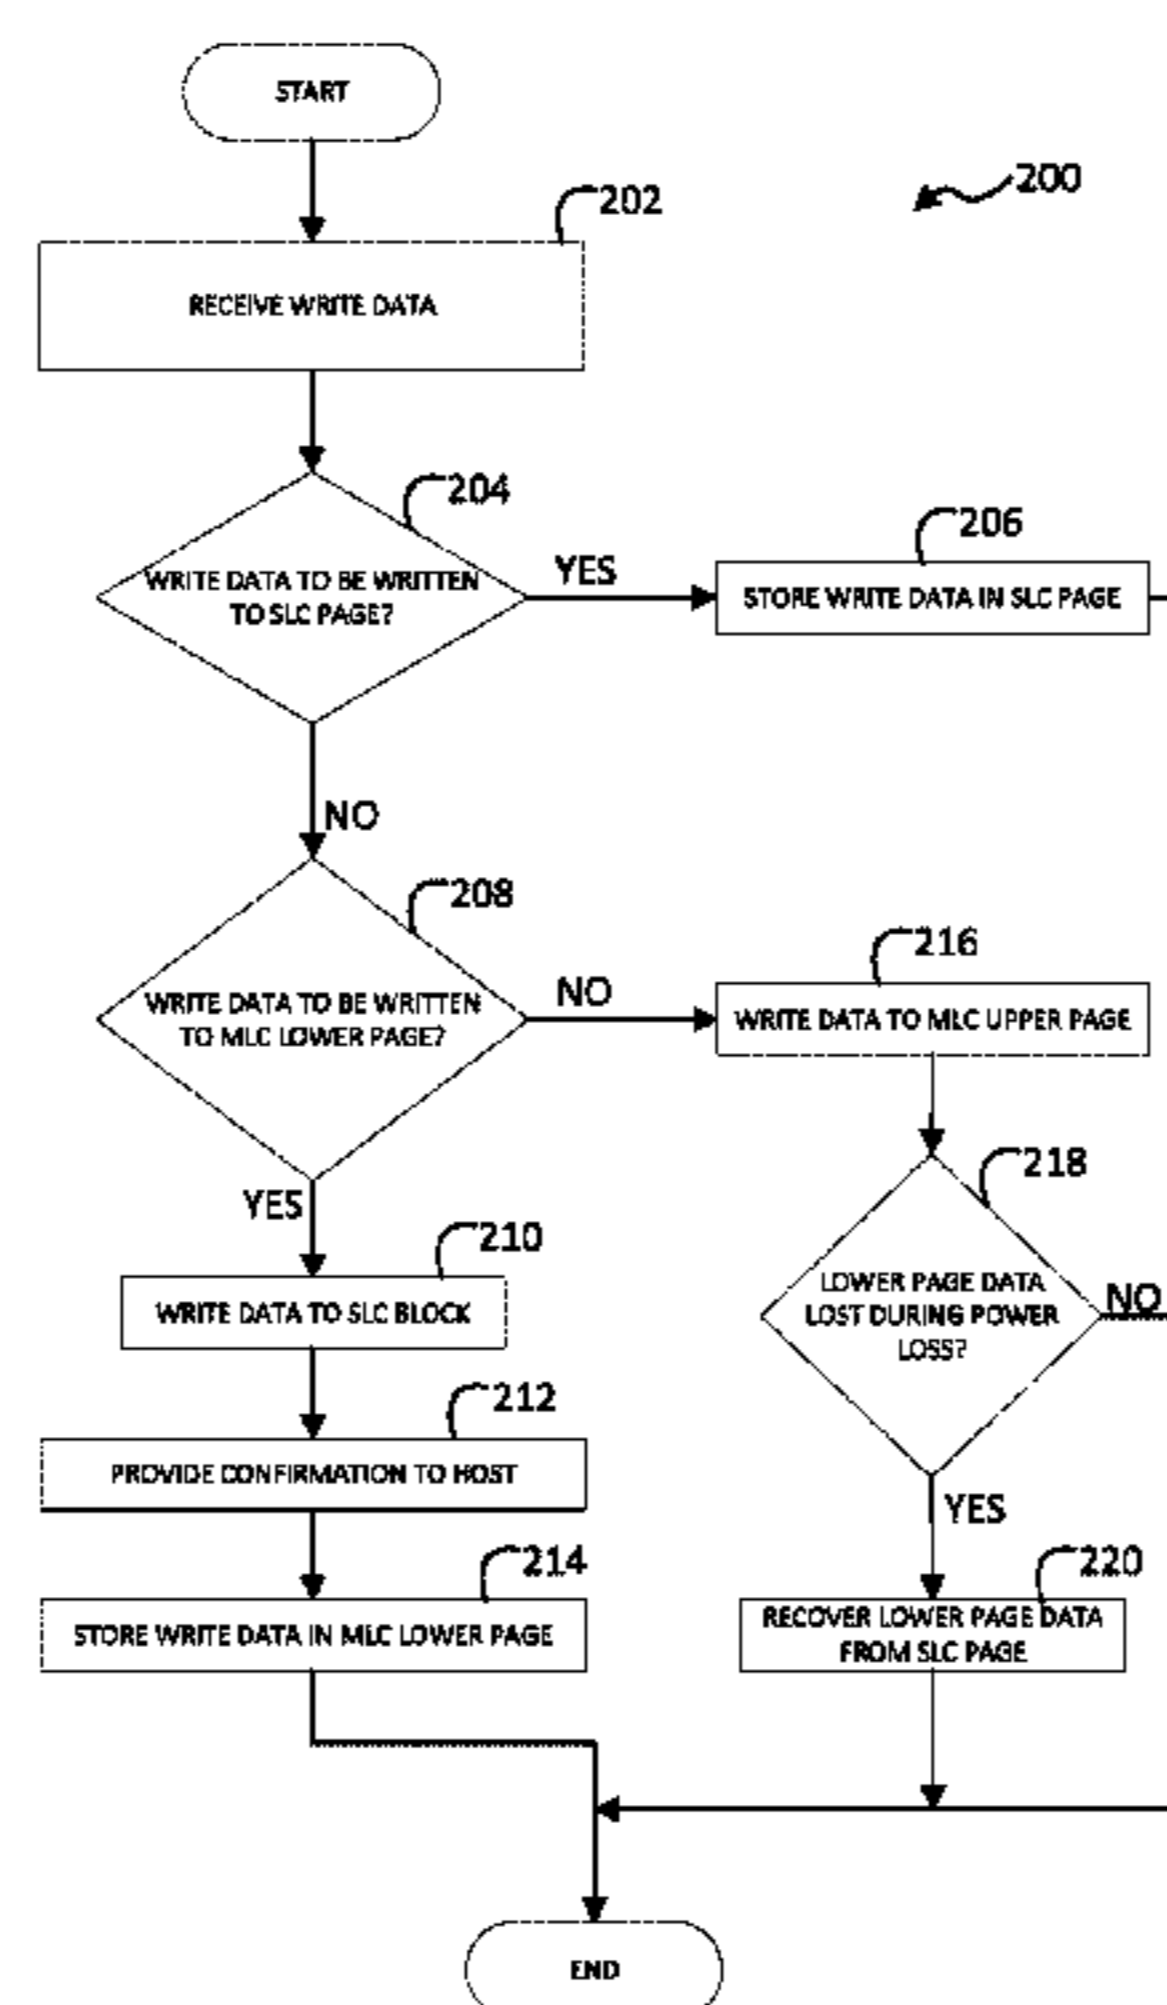 START
200
202
RECEIVE WRITE DATA
204
WRITE DATA TO BE WRITTEN
TO SLC PAGE?
YES
206
STORE WRITE DATA IN SLC PAGE
NO
208
WRITE DATA TO BE WRITTEN
TO MLC LOWER PAGE?
NO
216
WRITE DATA TO MLC UPPER PAGE
218
LOWER PAGE DATA
LOST DURING POWER
LOSS?
NO
YES
210
WRITE DATA TO SLC BLOCK
212
PROVIDE CONFIRMATION TO HOST
YES
214
STORE WRITE DATA IN MLC LOWER PAGE
220
RECOVER LOWER PAGE DATA
FROM SLC PAGE
END